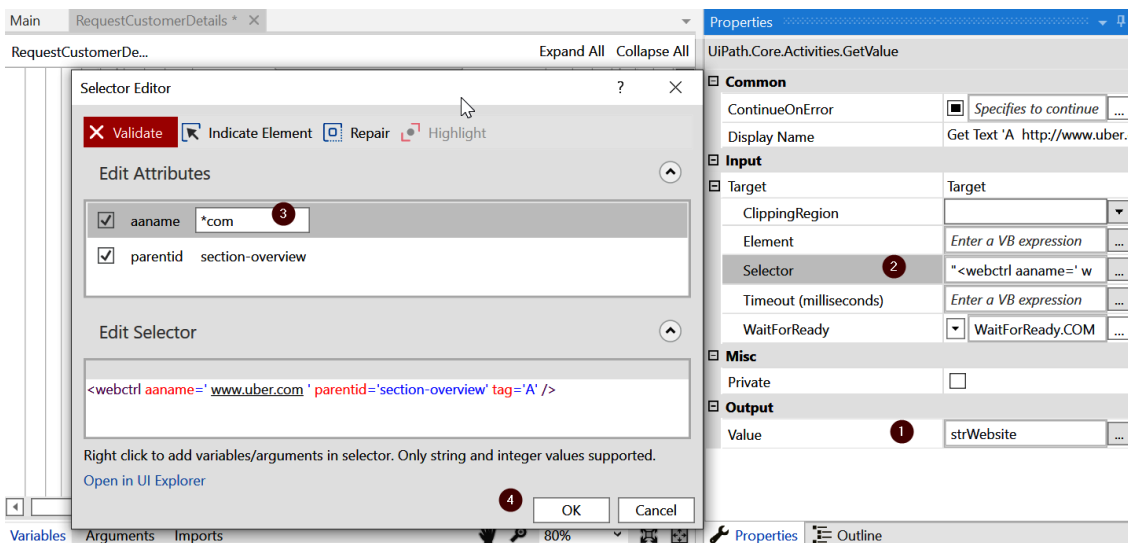 Main RequestCustomerDetails * ✕
RequestCustomerDe... Expand All Collapse All
Selector Editor ? ✕
Validate Indicate Element Repair Highlight
Edit Attributes
aaname *com 3
parentid section-overview
Edit Selector
<webctrl aaname=' www.uber.com ' parentid='section-overview' tag='A' />
Right click to add variables/arguments in selector. Only string and integer values supported.
Open in UI Explorer
4 OK Cancel
Variables Arguments Imports 80%
Properties
UiPath.Core.Activities.GetValue
Common
ContinueOnError Specifies to continue ...
Display Name Get Text 'A http://www.uber.
Input
Target Target
ClippingRegion
Element Enter a VB expression ...
Selector 2 "<webctrl aaname=' w ...
Timeout (milliseconds) Enter a VB expression ...
WaitForReady WaitForReady.COM ...
Misc
Private
Output
Value 1 strWebsite ...
Properties Outline